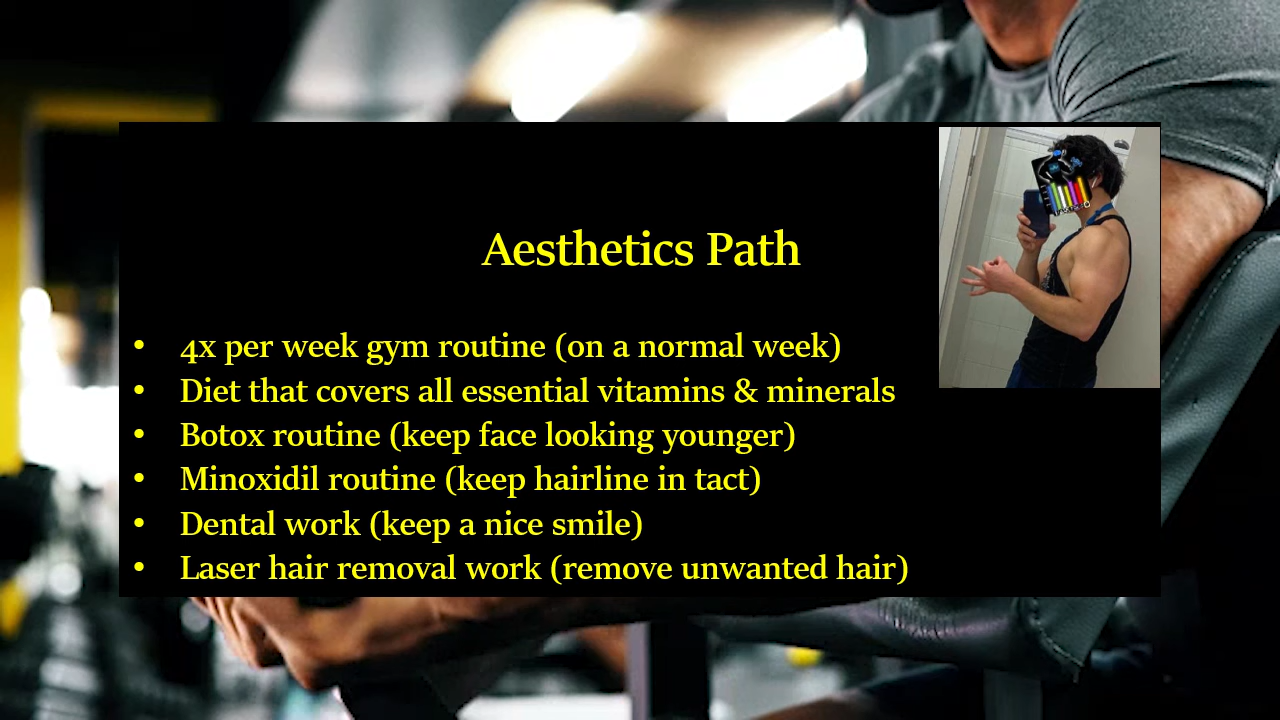 Aesthetics Path
• 4x per week gym routine (on a normal week)
• Diet that covers all essential vitamins & minerals
• Botox routine (keep face looking younger)
• Minoxidil routine (keep hairline in tact)
• Dental work (keep a nice smile)
• Laser hair removal work (remove unwanted hair)